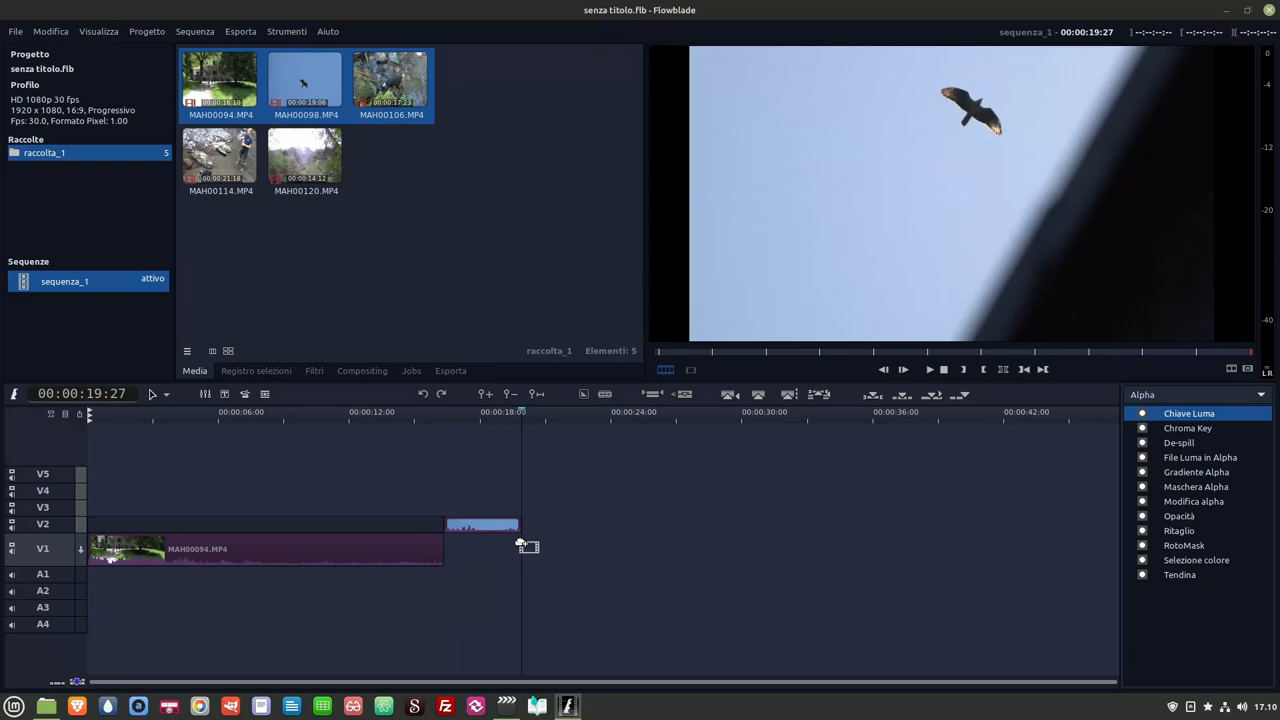 senza titolo.flb - Flowblade
File Modifica Visualizza Progetto Sequenza Esporta Strumenti Aiuto
sequenza_1 - 00:00:19:27
--:--:--:-- --:--:--:-- --:--:--:--
Progetto
senza titolo.flb
Profilo
HD 1080p 30 fps
1920 x 1080, 16:9, Progressivo
Fps: 30.0, Formato Pixel: 1.00
Raccolte
raccolta_1 5
Sequenze
sequenza_1 attivo
00:00:16:10 00:00:19:06 00:00:17:23
MAH00094.MP4 MAH00098.MP4 MAH00106.MP4
00:00:21:18 00:00:14:12
MAH00114.MP4 MAH00120.MP4
raccolta_1 Elementi: 5
Media Registro selezioni Filtri Compositing Jobs Esporta
0
-4
-12
-20
-40
LR
00:00:19:27
00:00:06:00 00:00:12:00 00:00:18:00 00:00:24:00 00:00:30:00 00:00:36:00 00:00:42:00
V5
V4
V3
V2
V1 MAH00094.MP4
A1
A2
A3
A4
Alpha
Chiave Luma
Chroma Key
De-spill
File Luma in Alpha
Gradiente Alpha
Maschera Alpha
Modifica alpha
Opacità
Ritaglio
RotoMask
Selezione colore
Tendina
17.10